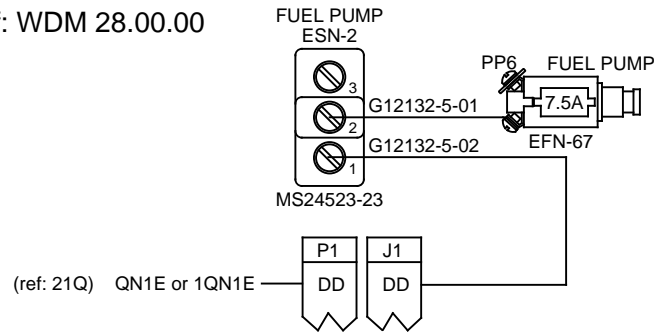 : WDM 28.00.00
FUEL PUMP
ESN-2
3
2
1
MS24523-23
G12132-5-01
G12132-5-02
PP6
FUEL PUMP
7.5A
EFN-67
P1
J1
(ref: 21Q) QN1E or 1QN1E
DD
DD